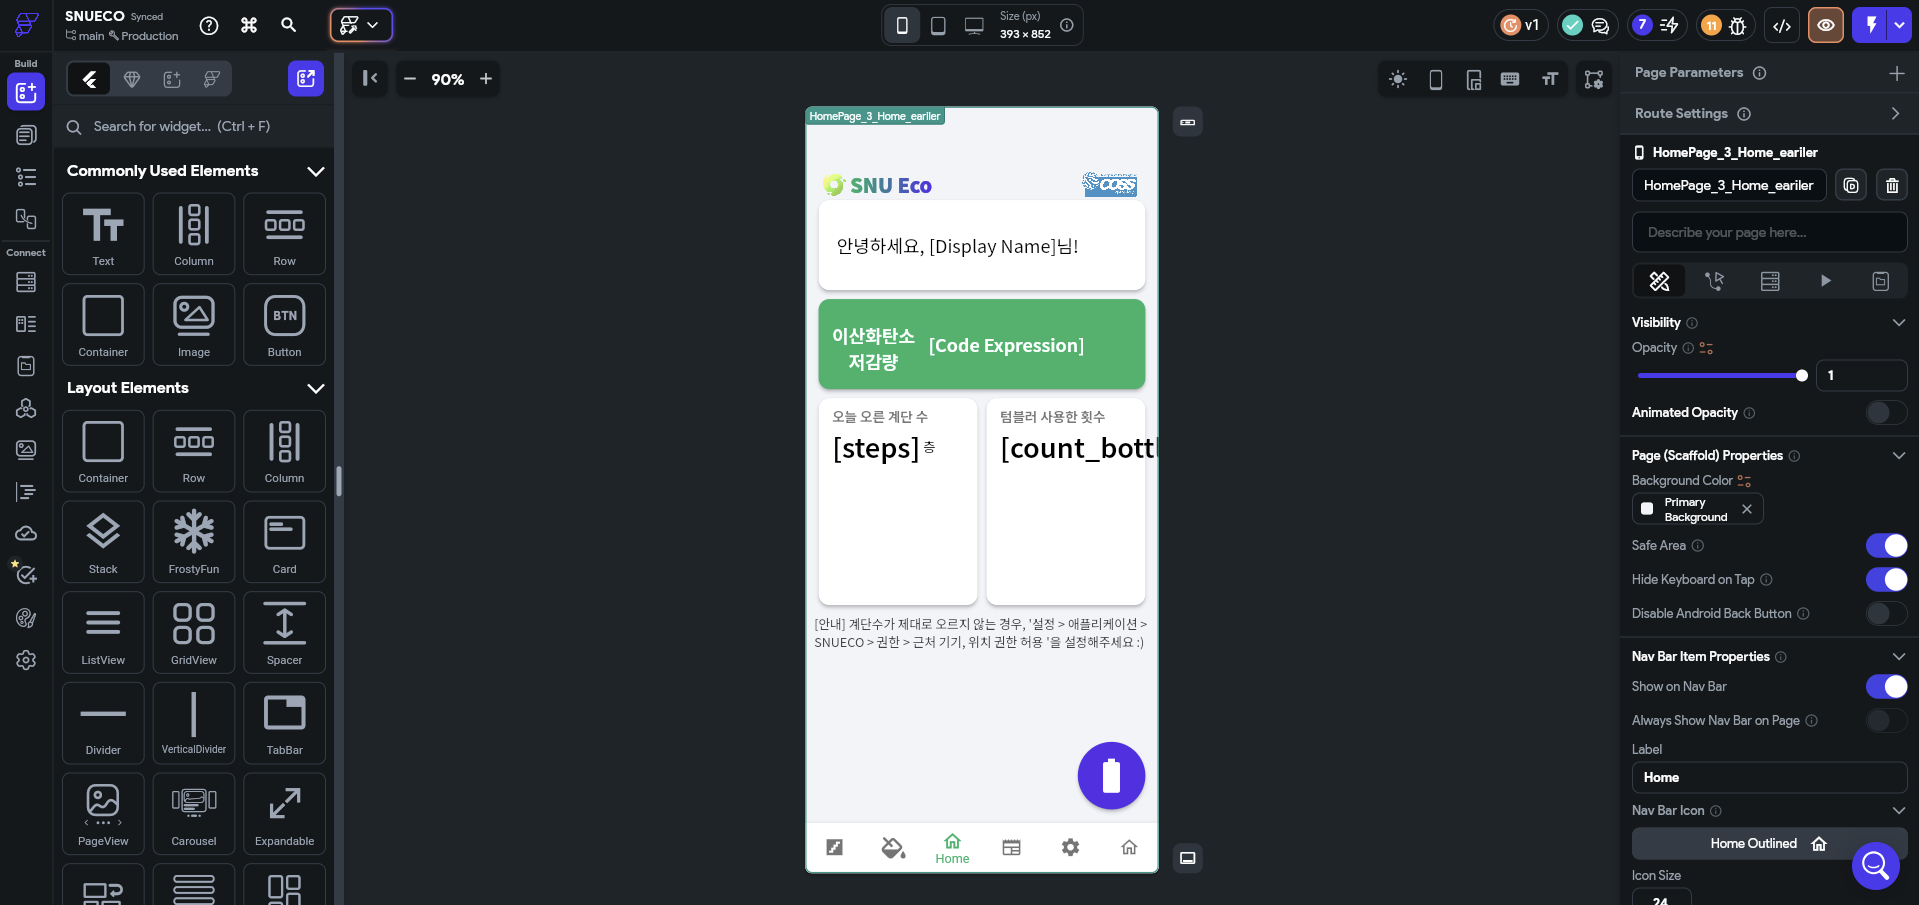 SNUECO Synced
main Production
Size (px)
393 × 852
v1
7
11
Build
Connect
90%
Search for widget... (Ctrl + F)
Commonly Used Elements
Text
Column
Row
Container
Image
BTN
Button
Layout Elements
Container
Row
Column
Stack
FrostyFun
Card
ListView
GridView
Spacer
Divider
VerticalDivider
TabBar
PageView
Carousel
Expandable
HomePage_3_Home_eariler
SNU Eco
COSS
안녕하세요, [Display Name]님!
이산화탄소
저감량
[Code Expression]
오늘 오른 계단 수
[steps] 층
텀블러 사용한 횟수
[count_bottl
[안내] 계단수가 제대로 오르지 않는 경우, '설정 > 애플리케이션 >
SNUECO > 권한 > 근처 기기, 위치 권한 허용 '을 설정해주세요 :)
Home
Page Parameters
Route Settings
HomePage_3_Home_eariler
HomePage_3_Home_eariler
Describe your page here...
Visibility
Opacity
1
Animated Opacity
Page (Scaffold) Properties
Background Color
Primary
Background
Safe Area
Hide Keyboard on Tap
Disable Android Back Button
Nav Bar Item Properties
Show on Nav Bar
Always Show Nav Bar on Page
Label
Home
Nav Bar Icon
Home Outlined
Icon Size
24